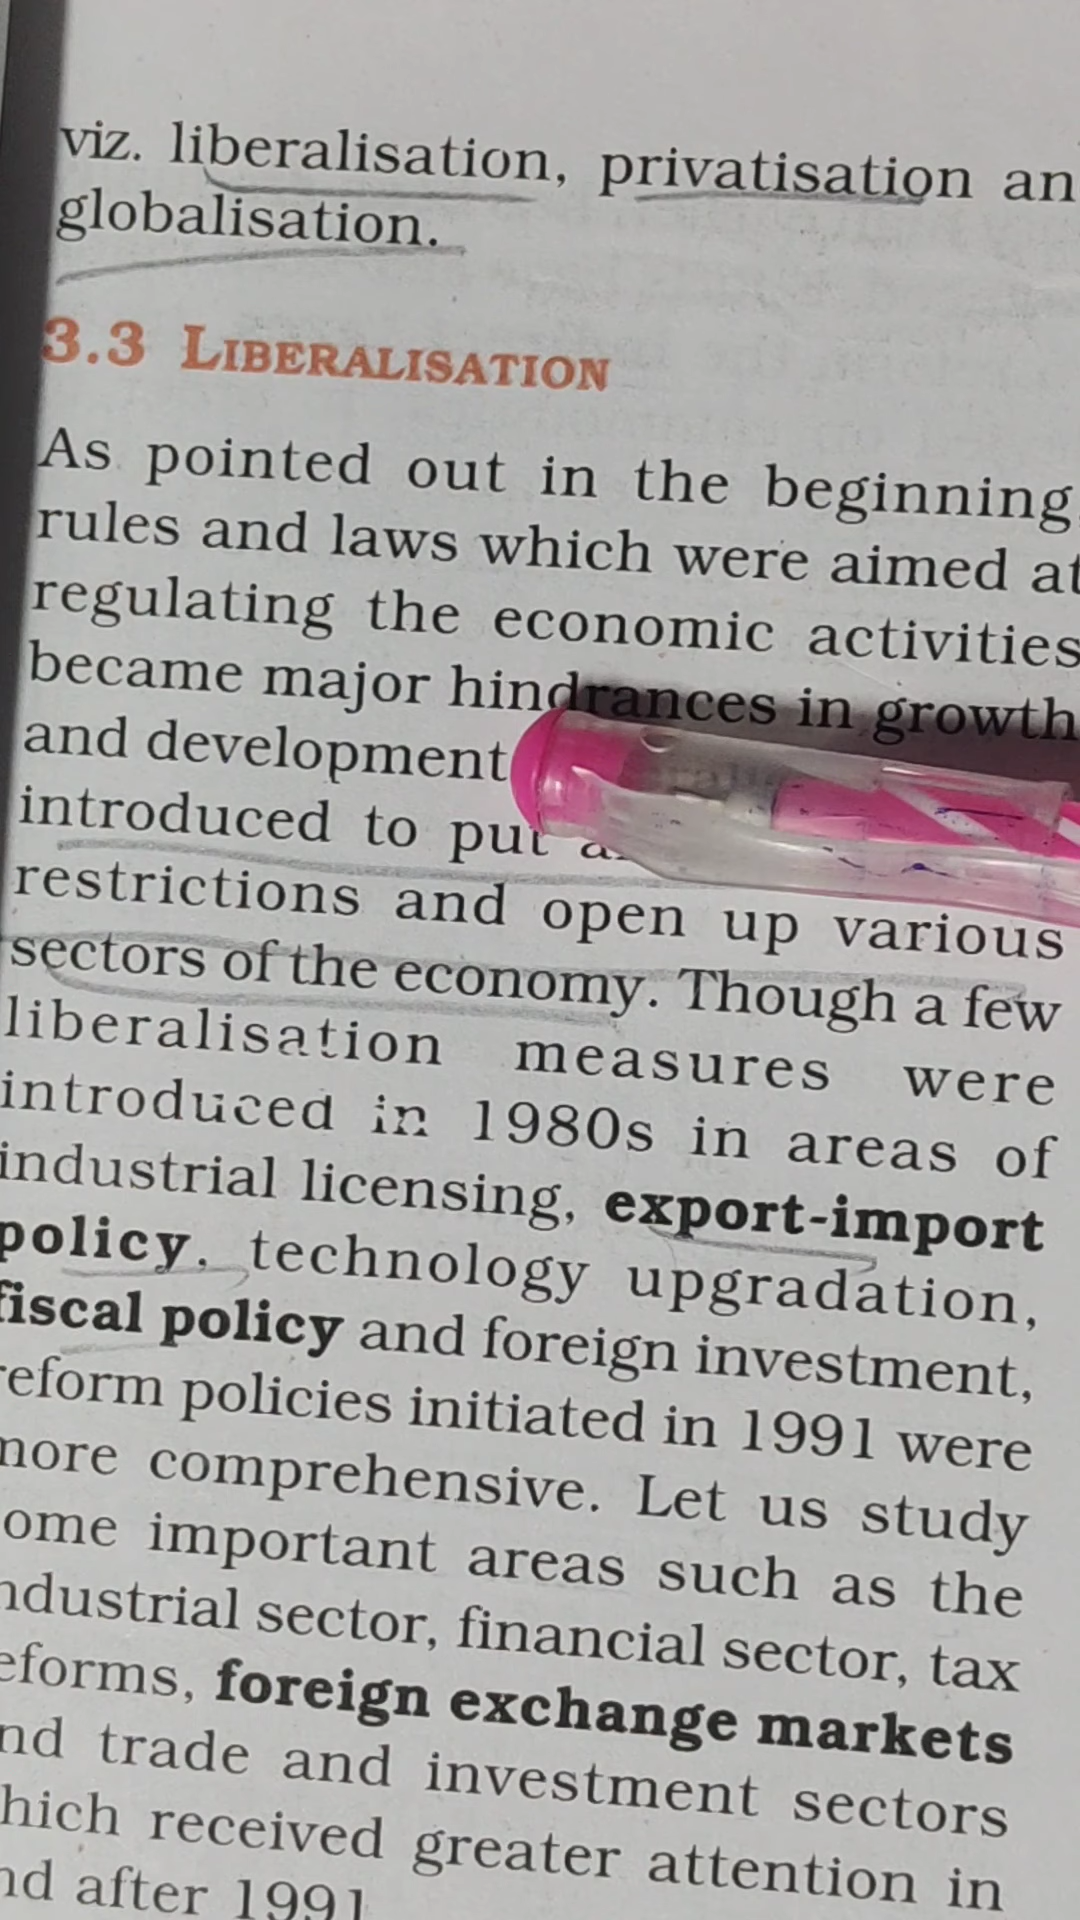 viz. liberalisation, privatisation an
globalisation.
3.3 LIBERALISATION
As pointed out in the beginning,
rules and laws which were aimed at
regulating the economic activities
became major hindrances in growth
and development
introduced to put
restrictions and open up various
sectors of the economy. Though a few
liberalisation measures were
introduced in 1980s in areas of
industrial licensing, export-import
policy, technology upgradation,
fiscal policy and foreign investment,
reform policies initiated in 1991 were
more comprehensive. Let us study
ome important areas such as the
ndustrial sector, financial sector, tax
eforms, foreign exchange markets
nd trade and investment sectors
hich received greater attention in
nd after 1991